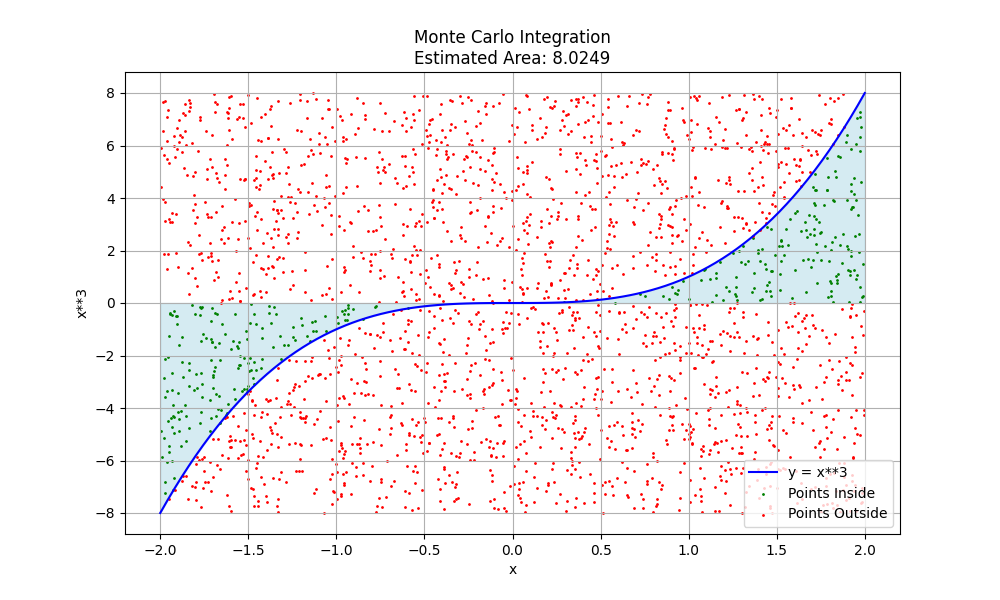 Monte Carlo Integration
Estimated Area: 8.0249
x**3
8
6
4
2
0
−2
−4
−6
−8
−2.0
−1.5
−1.0
−0.5
0.0
0.5
1.0
1.5
2.0
x
y = x**3
Points Inside
Points Outside